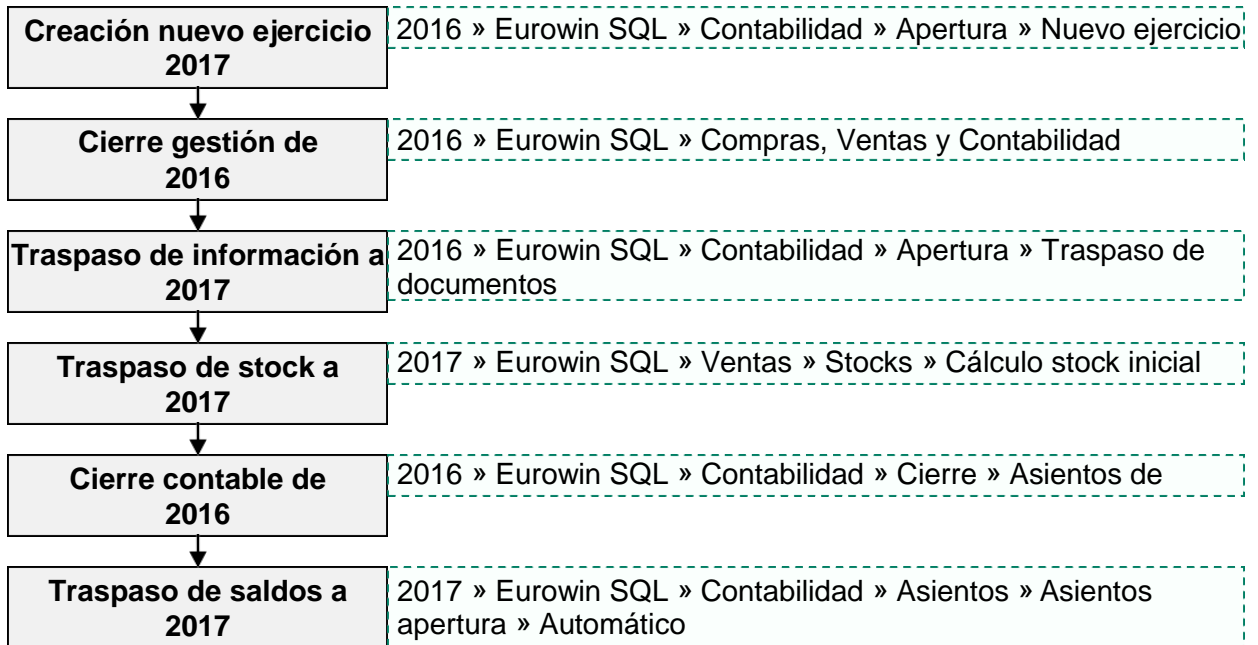 Creación nuevo ejercicio
2017
2016 » Eurowin SQL » Contabilidad » Apertura » Nuevo ejercicio
Cierre gestión de
2016
2016 » Eurowin SQL » Compras, Ventas y Contabilidad
Traspaso de información a
2017
2016 » Eurowin SQL » Contabilidad » Apertura » Traspaso de
documentos
Traspaso de stock a
2017
2017 » Eurowin SQL » Ventas » Stocks » Cálculo stock inicial
Cierre contable de
2016
2016 » Eurowin SQL » Contabilidad » Cierre » Asientos de
Traspaso de saldos a
2017
2017 » Eurowin SQL » Contabilidad » Asientos » Asientos
apertura » Automático